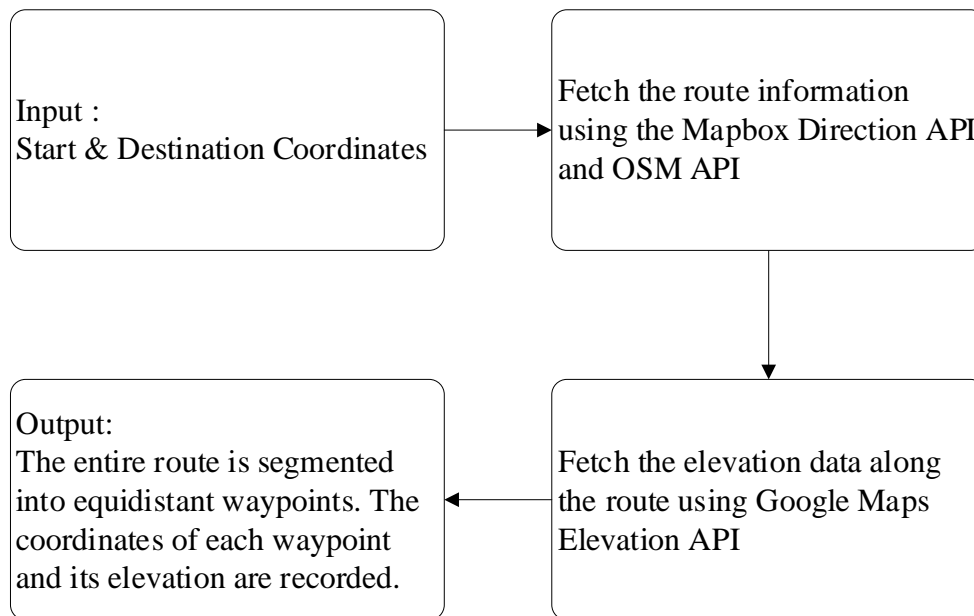 Input :
Start & Destination Coordinates
Fetch the route information
using the Mapbox Direction API
and OSM API
Fetch the elevation data along
the route using Google Maps
Elevation API
Output:
The entire route is segmented
into equidistant waypoints. The
coordinates of each waypoint
and its elevation are recorded.